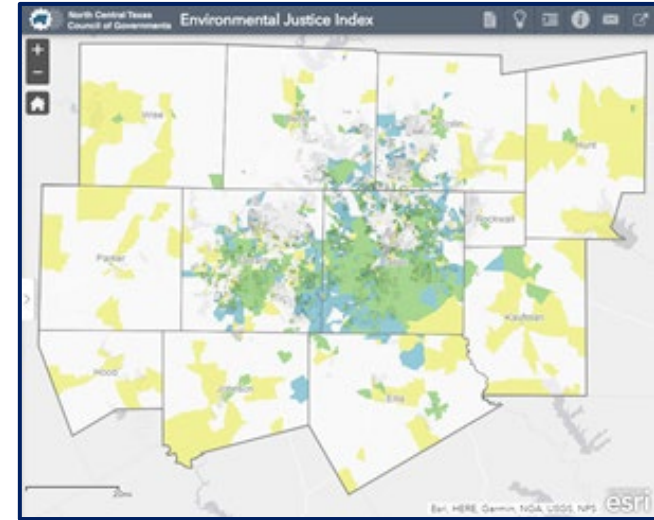 North Central Texas
Council of Governments
Environmental Justice Index
+
−
Wise
Hunt
Rockwall
Parker
Kaufman
Hood
Johnson
Ellis
20mi
Esri, HERE, Garmin, NGA, USGS, NPS
esri